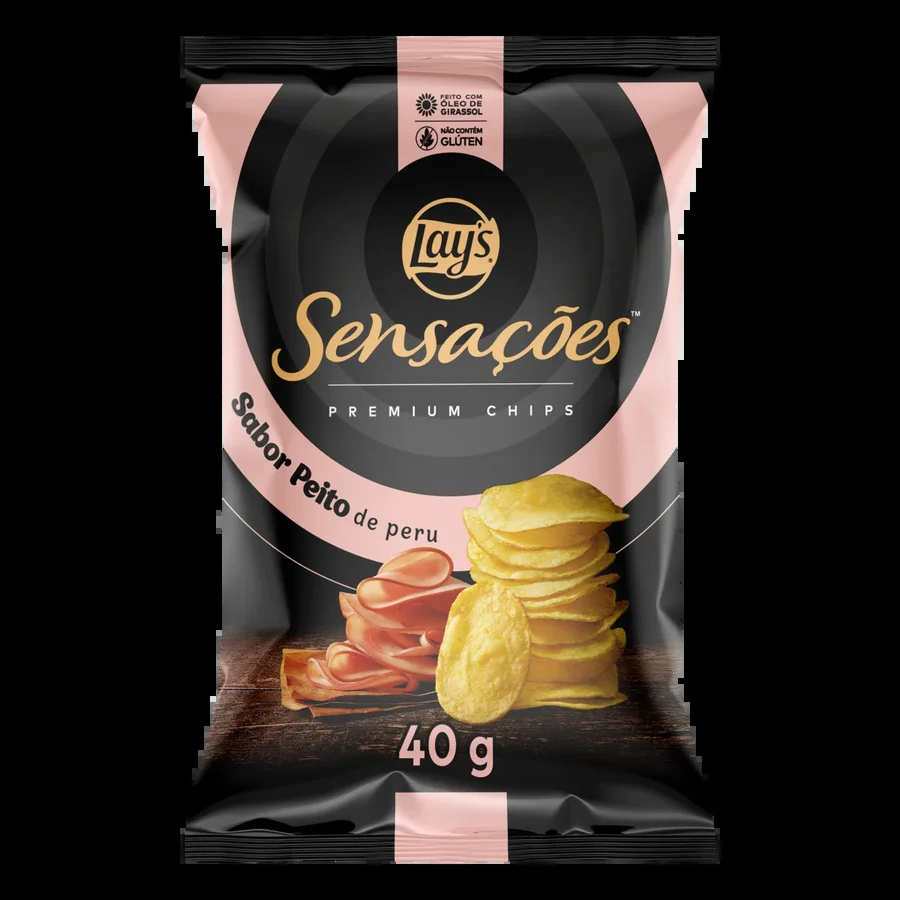 FEITO COM
ÓLEO DE
GIRASSOL
NÃO CONTÉM
GLÚTEN
Lay's
Sensações™
PREMIUM CHIPS
Sabor Peito de peru
40 g